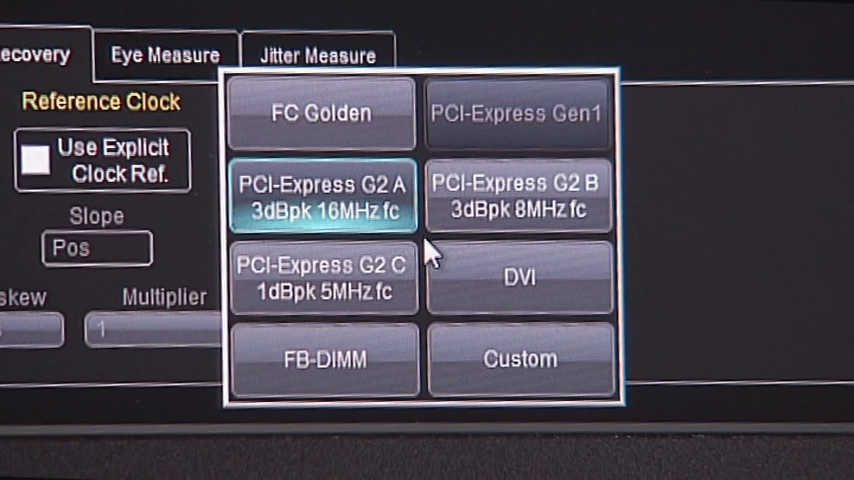 Eye Measure
Jitter Measure
Reference Clock
Use Explicit
Clock Ref.
Slope
Pos
Multiplier
1
FC Golden
PCI-Express Gen1
PCI-Express G2 A
3dBpk 16MHz fc
PCI-Express G2 B
3dBpk 8MHz fc
PCI-Express G2 C
1dBpk 5MHz fc
DVI
FB-DIMM
Custom